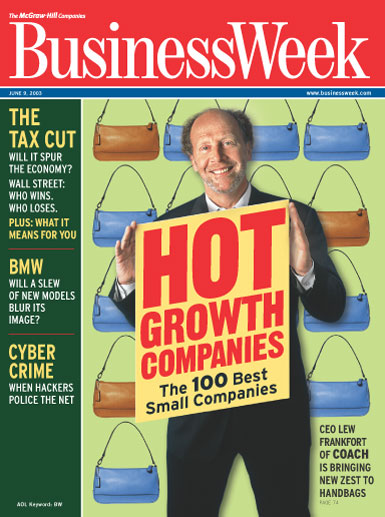 The McGraw-Hill Companies
BusinessWeek
JUNE 9, 2003
www.businessweek.com
THE
TAX CUT
WILL IT SPUR
THE ECONOMY?
WALL STREET:
WHO WINS.
WHO LOSES.
PLUS: WHAT IT
MEANS FOR YOU
BMW
WILL A SLEW
OF NEW MODELS
BLUR ITS
IMAGE?
CYBER
CRIME
WHEN HACKERS
POLICE THE NET
AOL Keyword: BW
HOT
GROWTH
COMPANIES
The 100 Best
Small Companies
CEO LEW
FRANKFORT
OF COACH
IS BRINGING
NEW ZEST TO
HANDBAGS
PAGE 74